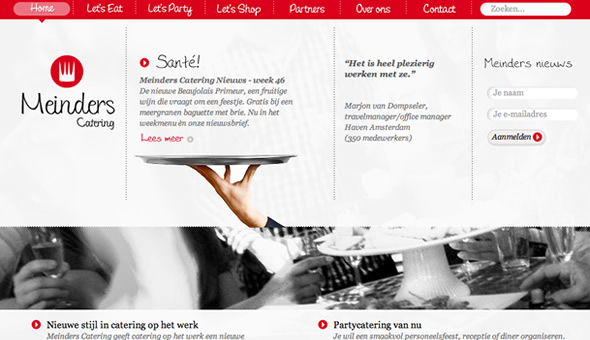 Home Let's Eat Let's Party Let's Shop Partners Over ons Contact Zoeken...
Meinders
Catering
Santé!
Meinders Catering Nieuws - week 46
De nieuwe Beaujolais Primeur, een fruitige
wijn die vraagt om een feestje. Gratis bij een
meergranen baguette met brie. Nu in het
weekmenu èn onze nieuwsbrief.
Lees meer
“Het is heel plezierig
werken met ze.”
Marjon van Dompseler,
travelmanager/office manager
Haven Amsterdam
(350 medewerkers)
Meinders nieuws
Je naam
Je e-mailadres
Aanmelden
Nieuwe stijl in catering op het werk
Meinders Catering geeft catering op het werk een nieuwe
Partycatering van nu
Je wil een smaakvol personeelsfeest, receptie of diner organiseren.